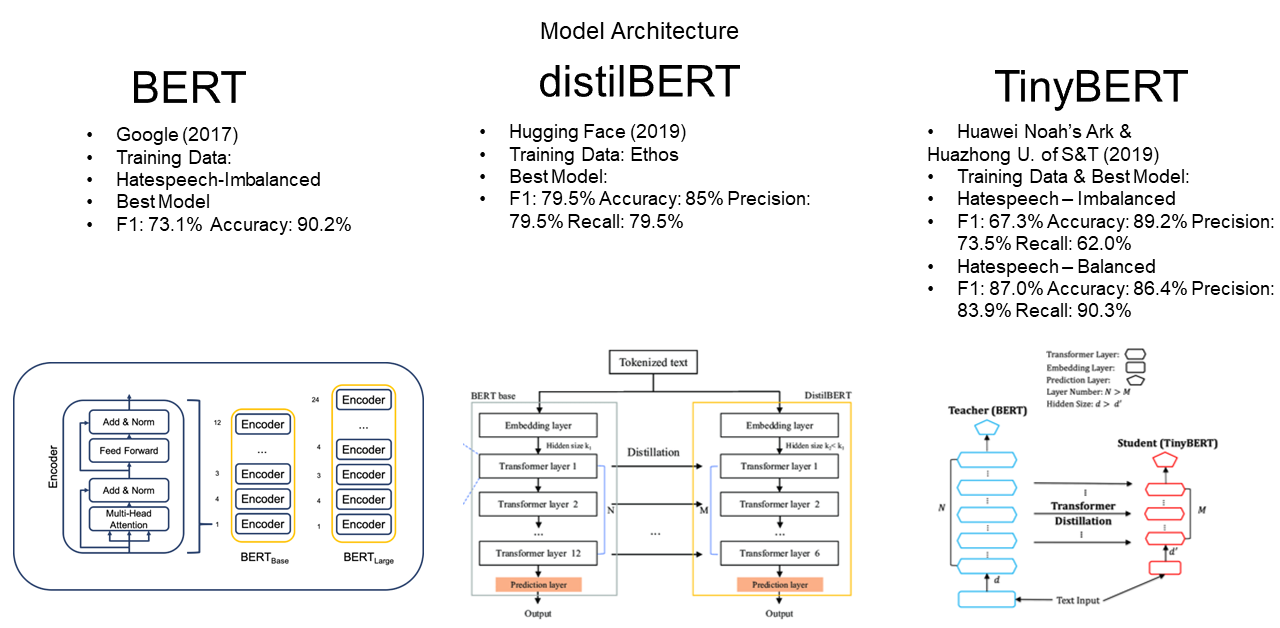 Model Architecture
BERT
• Google (2017)
• Training Data:
• Hatespeech-Imbalanced
• Best Model
• F1: 73.1% Accuracy: 90.2%
distilBERT
• Hugging Face (2019)
• Training Data: Ethos
• Best Model:
• F1: 79.5% Accuracy: 85% Precision:
79.5% Recall: 79.5%
TinyBERT
• Huawei Noah's Ark &
Huazhong U. of S&T (2019)
• Training Data & Best Model:
• Hatespeech – Imbalanced
• F1: 67.3% Accuracy: 89.2% Precision:
73.5% Recall: 62.0%
• Hatespeech – Balanced
• F1: 87.0% Accuracy: 86.4% Precision:
83.9% Recall: 90.3%
Encoder
Add & Norm
Feed Forward
Add & Norm
Multi-Head
Attention
12 Encoder
...
3 Encoder
4 Encoder
1 Encoder
BERTBase
24 Encoder
...
4 Encoder
3 Encoder
4 Encoder
1 Encoder
BERTLarge
Tokenized text
BERT base
Embedding layer
Hidden size k₁
Transformer layer 1
Transformer layer 2
N
...
Transformer layer 12
Prediction layer
Output
Distillation
...
DistilBERT
Embedding layer
Hidden size k₂< k₁
Transformer layer 1
M
Transformer layer 2
...
Transformer layer 6
Prediction layer
Output
Transformer Layer:
Embedding Layer:
Prediction Layer:
Layer Number: N > M
Hidden Size: d > d'
Teacher (BERT)
Student (TinyBERT)
N
Transformer
Distillation
M
d
d'
Text Input